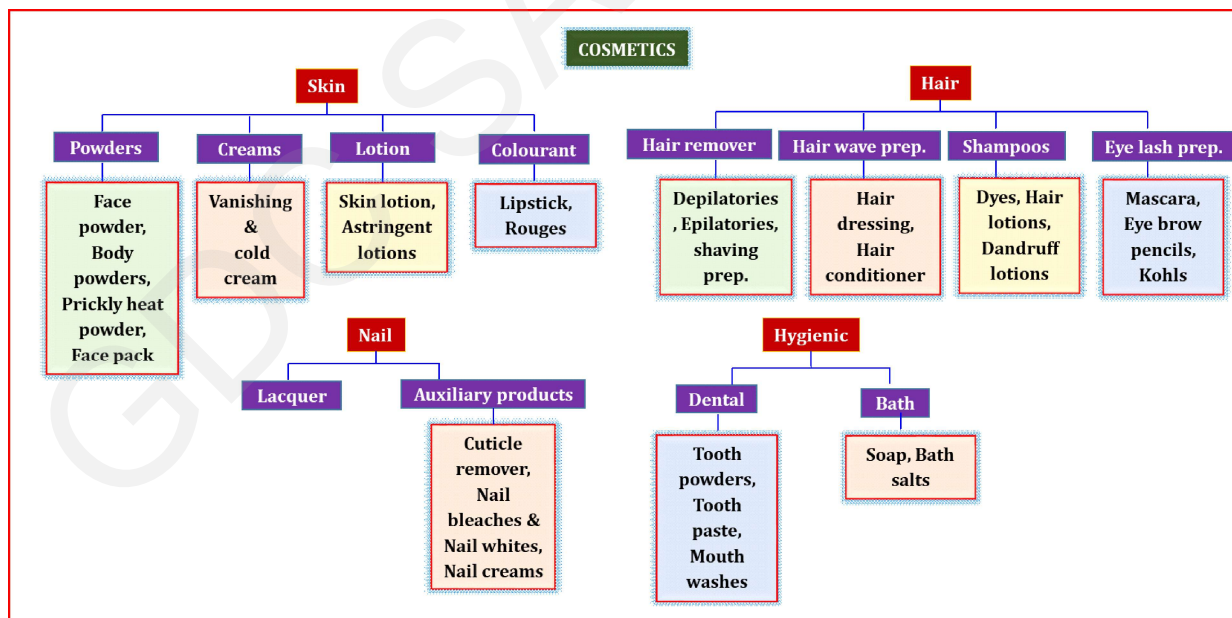 COSMETICS
Skin
Powders
Face
powder,
Body
powders,
Prickly heat
powder,
Face pack
Creams
Vanishing
&
cold
cream
Lotion
Skin lotion,
Astringent
lotions
Colourant
Lipstick,
Rouges
Hair
Hair remover
Depilatories
, Epilatories,
shaving
prep.
Hair wave prep.
Hair
dressing,
Hair
conditioner
Shampoos
Dyes, Hair
lotions,
Dandruff
lotions
Eye lash prep.
Mascara,
Eye brow
pencils,
Kohls
Nail
Lacquer
Auxiliary products
Cuticle
remover,
Nail
bleaches &
Nail whites,
Nail creams
Hygienic
Dental
Tooth
powders,
Tooth
paste,
Mouth
washes
Bath
Soap, Bath
salts
GDC SA